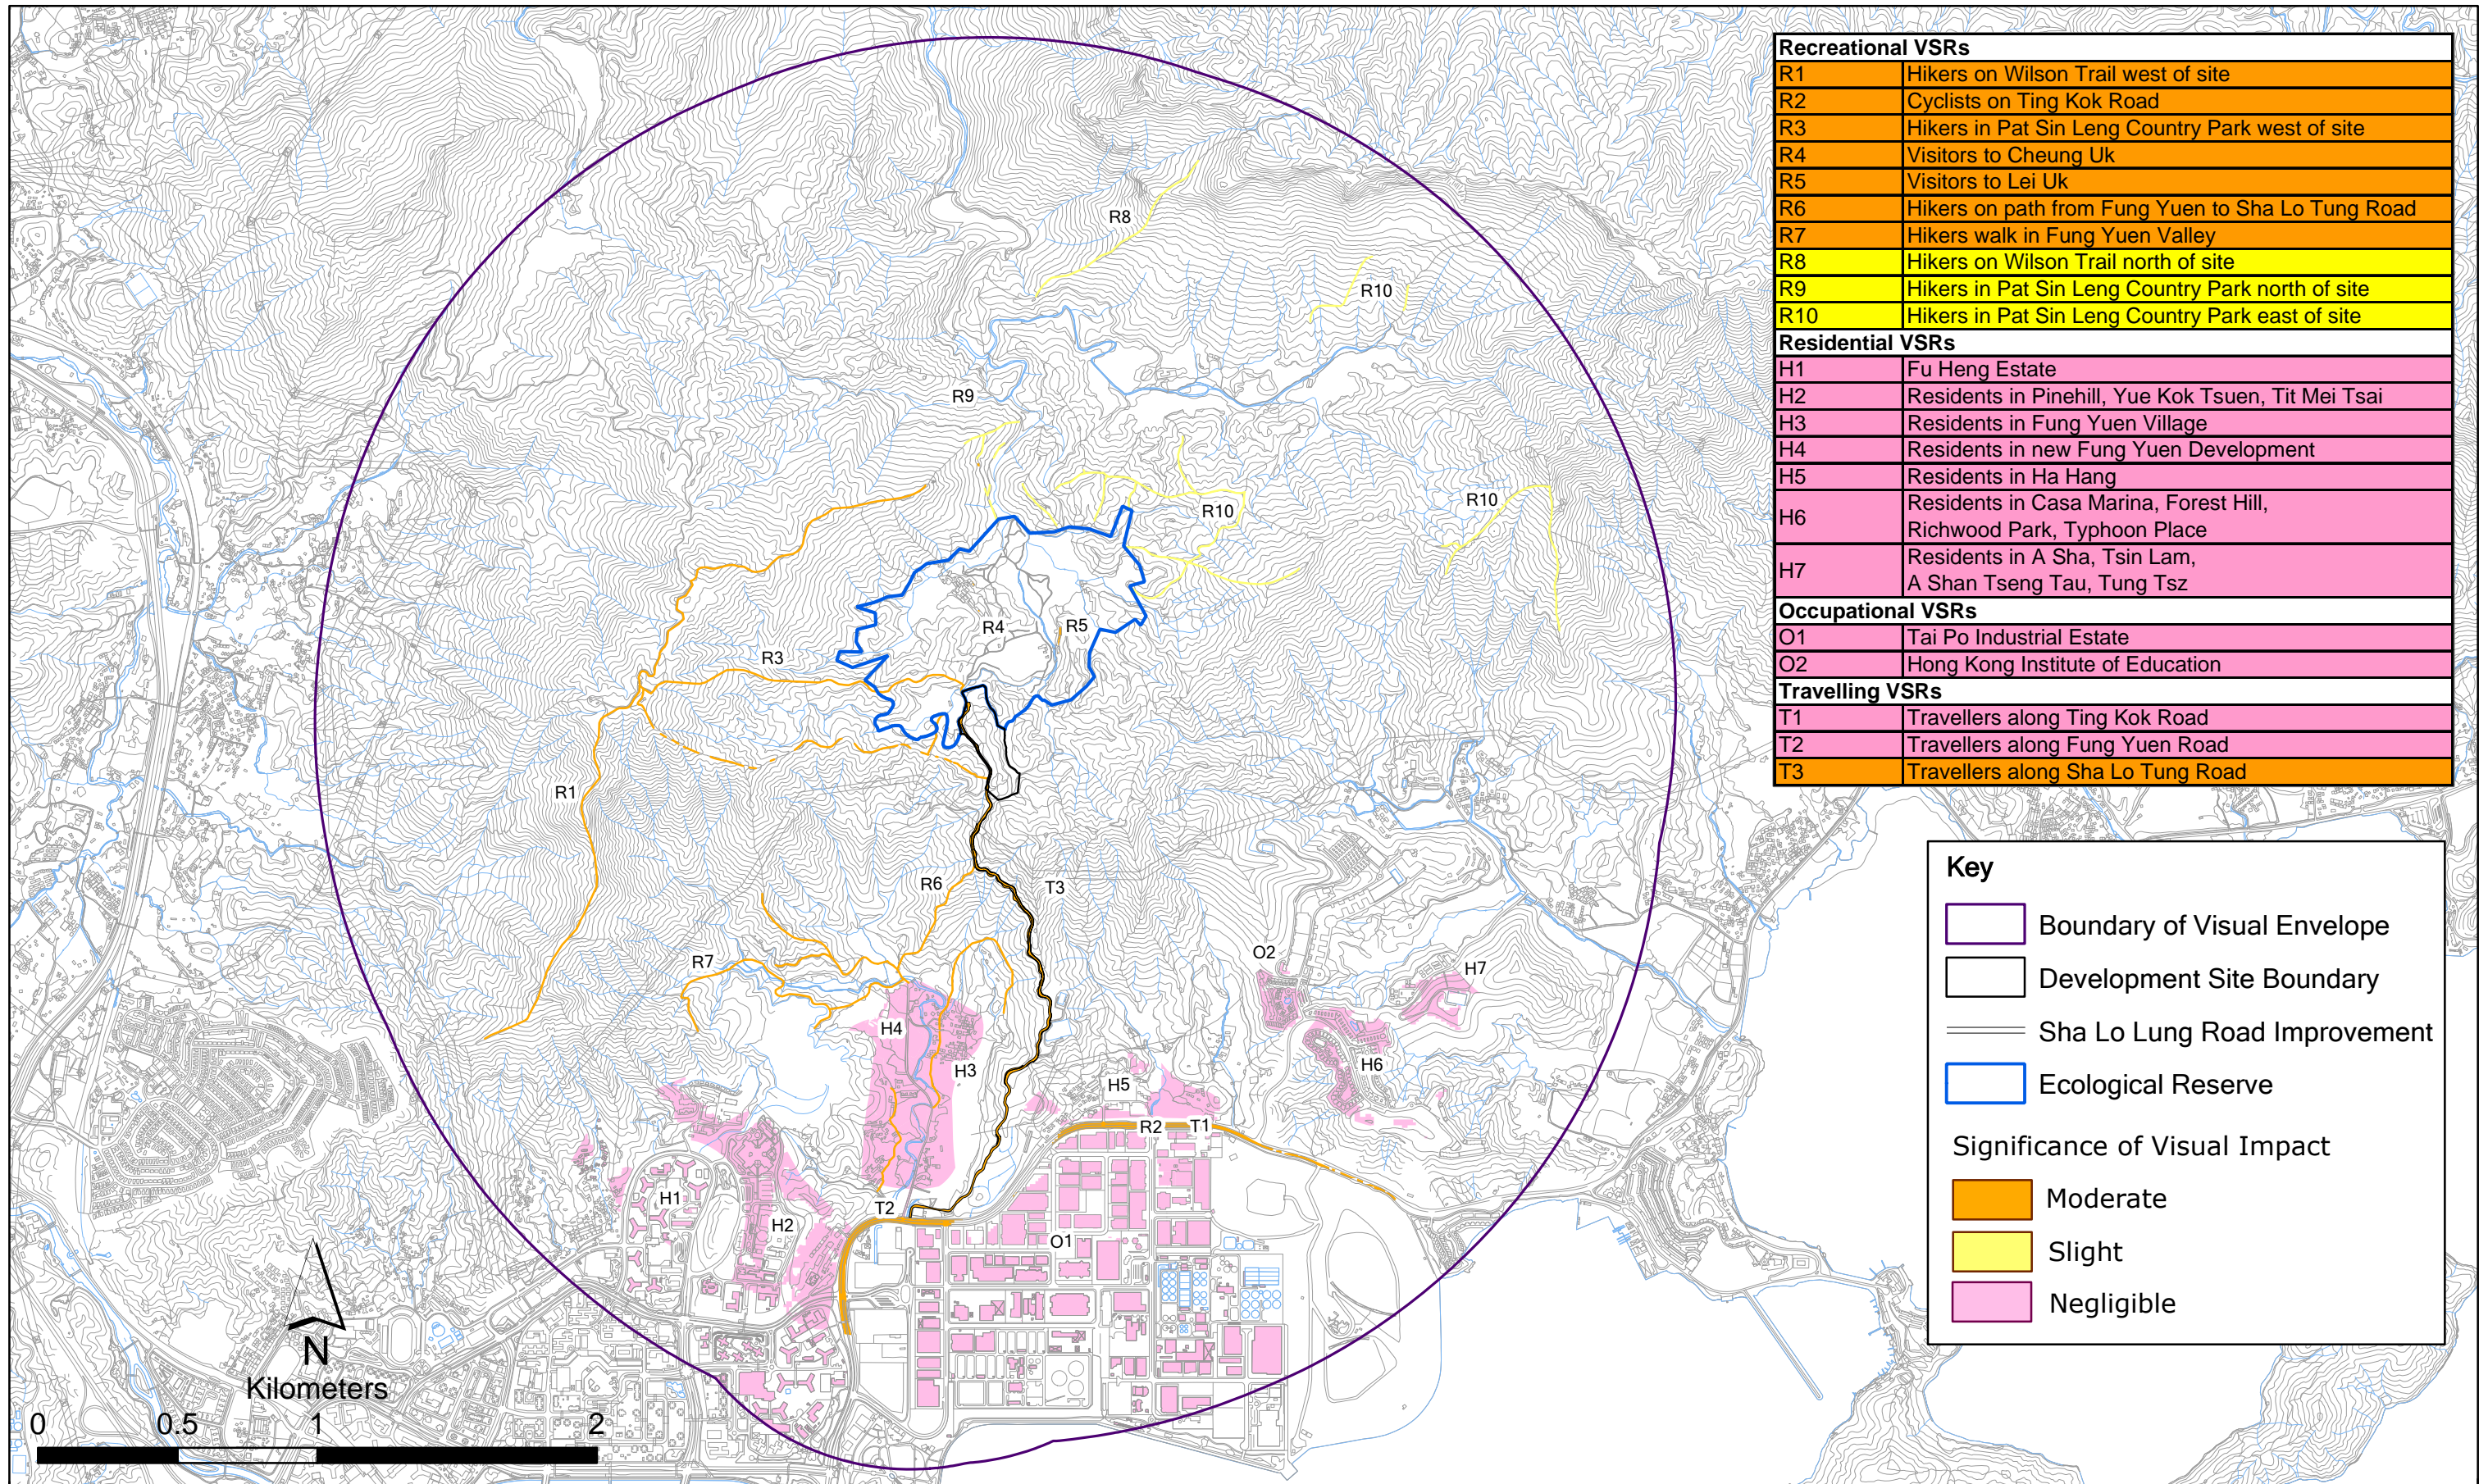 Recreational VSRs
R1 Hikers on Wilson Trail west of site
R2 Cyclists on Ting Kok Road
R3 Hikers in Pat Sin Leng Country Park west of site
R4 Visitors to Cheung Uk
R5 Visitors to Lei Uk
R6 Hikers on path from Fung Yuen to Sha Lo Tung Road
R7 Hikers walk in Fung Yuen Valley
R8 Hikers on Wilson Trail north of site
R9 Hikers in Pat Sin Leng Country Park north of site
R10 Hikers in Pat Sin Leng Country Park east of site
Residential VSRs
H1 Fu Heng Estate
H2 Residents in Pinehill, Yue Kok Tsuen, Tit Mei Tsai
H3 Residents in Fung Yuen Village
H4 Residents in new Fung Yuen Development
H5 Residents in Ha Hang
H6 Residents in Casa Marina, Forest Hill,
Richwood Park, Typhoon Place
H7 Residents in A Sha, Tsin Lam,
A Shan Tseng Tau, Tung Tsz
Occupational VSRs
O1 Tai Po Industrial Estate
O2 Hong Kong Institute of Education
Travelling VSRs
T1 Travellers along Ting Kok Road
T2 Travellers along Fung Yuen Road
T3 Travellers along Sha Lo Tung Road
R8
R10
R9
R10
R10
R4
R5
R3
R1
R6
T3
R7
O2
H7
H4
H3
H5
H6
R2
T1
H1
T2
H2
O1
Key
Boundary of Visual Envelope
Development Site Boundary
Sha Lo Lung Road Improvement
Ecological Reserve
Significance of Visual Impact
Moderate
Slight
Negligible
N
Kilometers
0 0.5 1 2